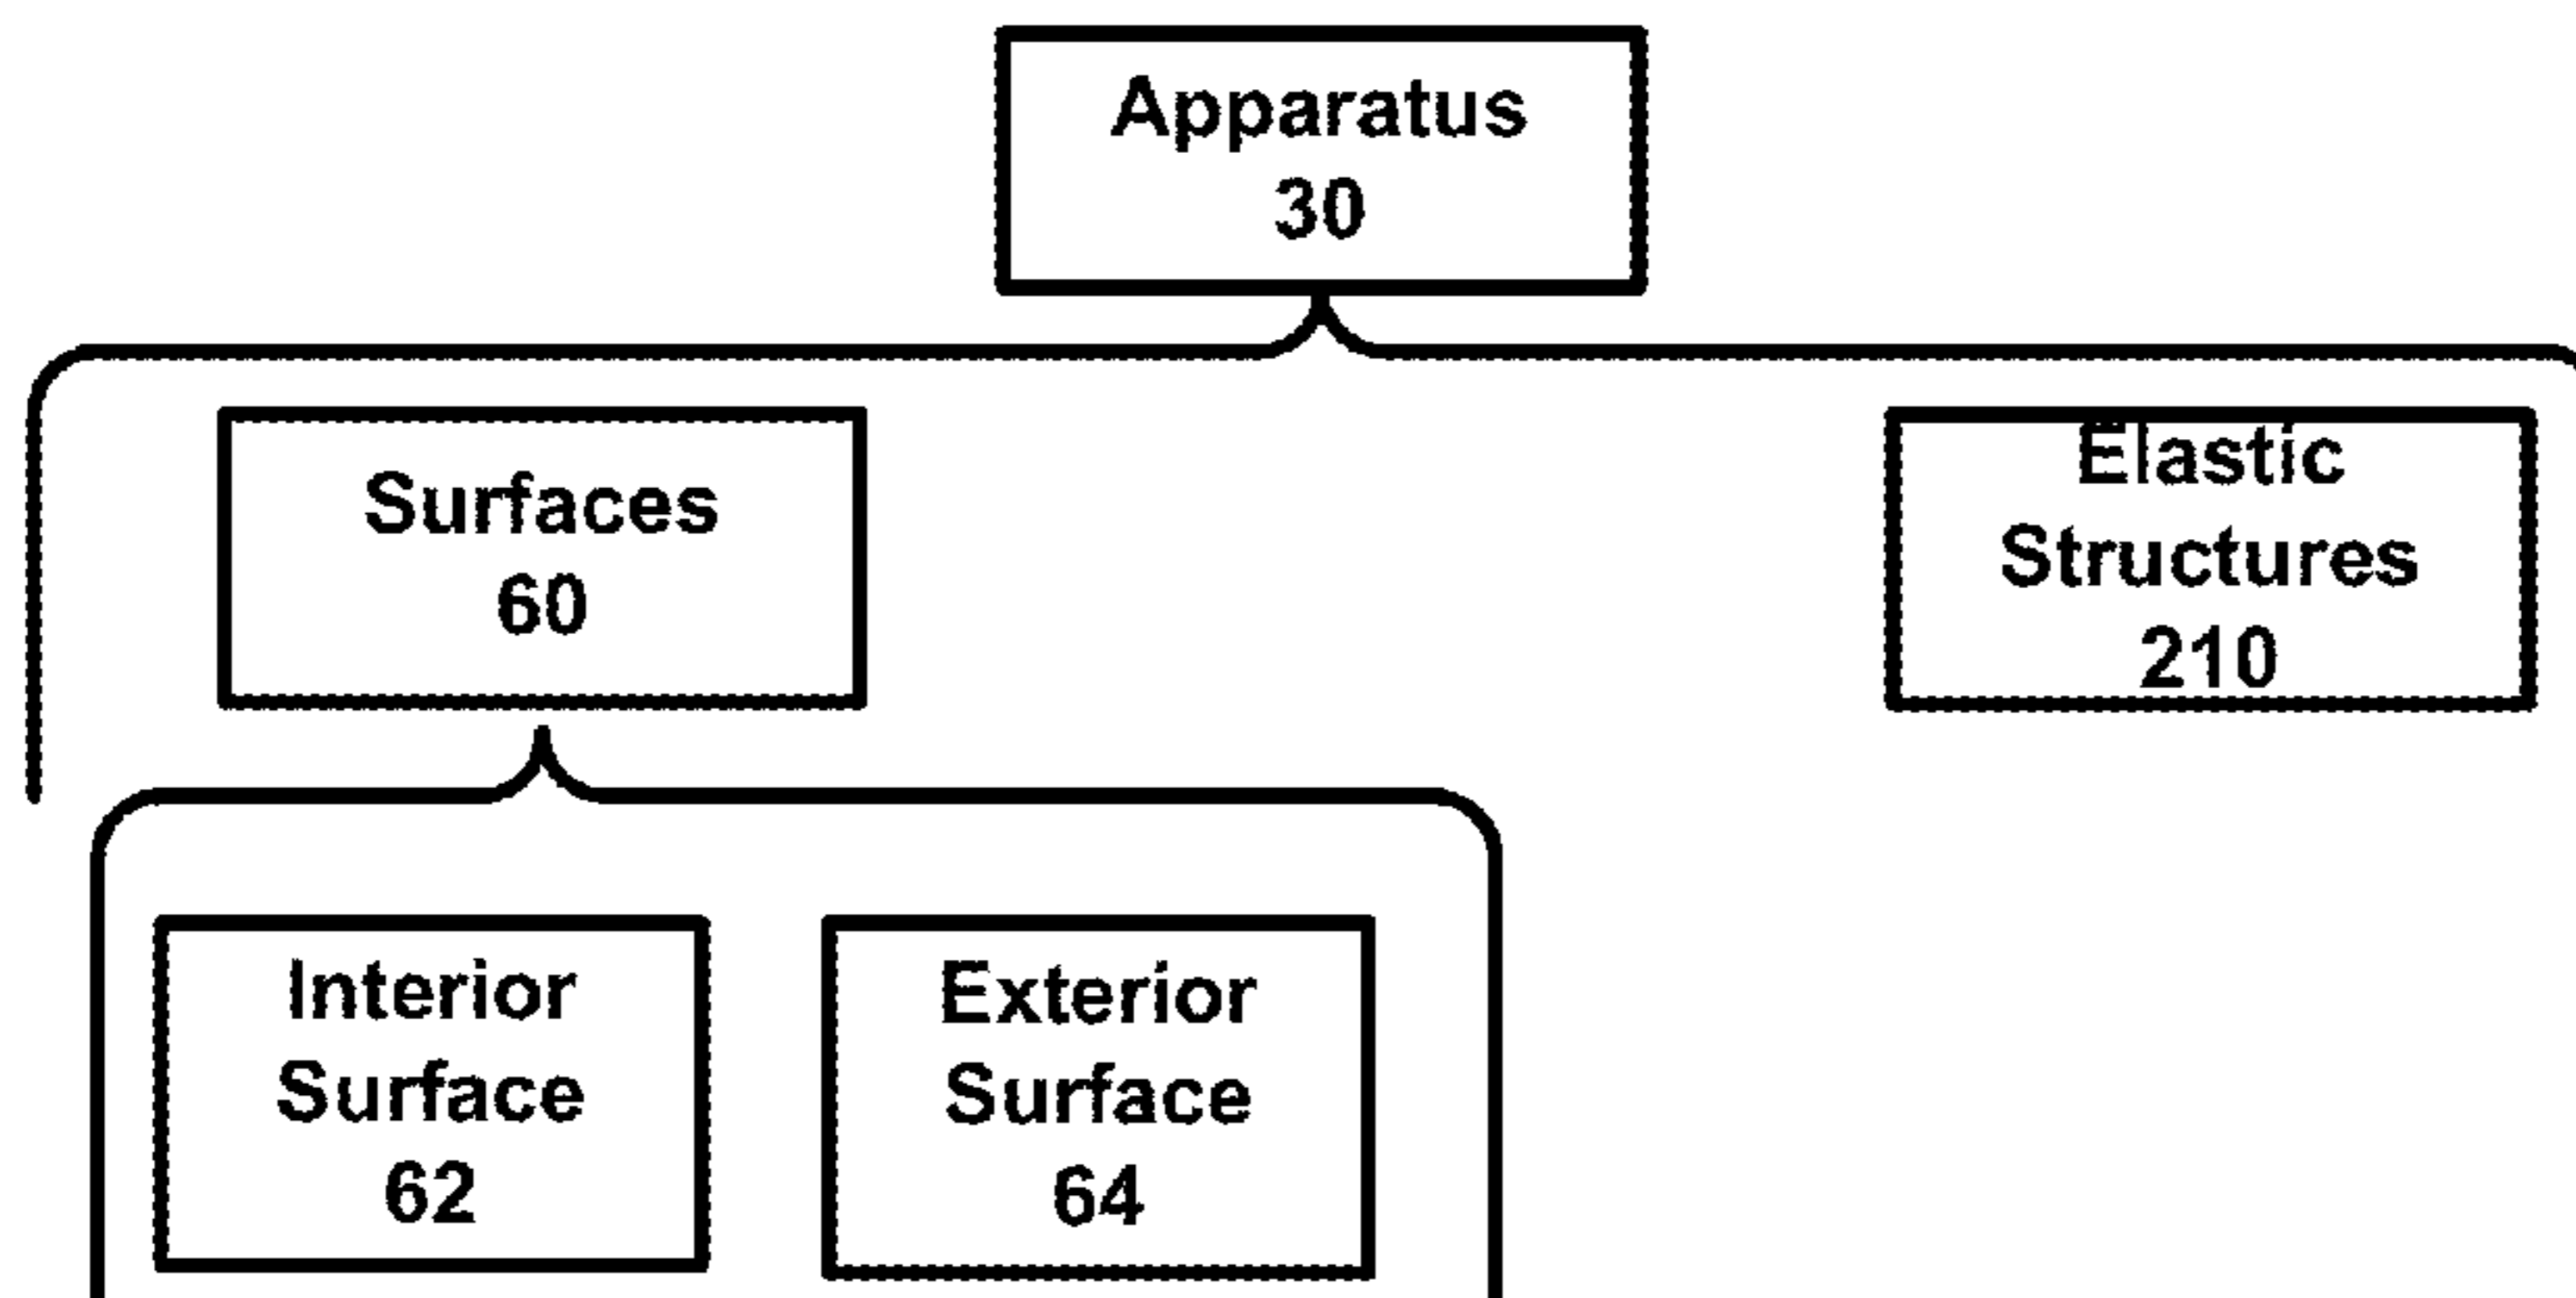 Apparatus
30
Surfaces
60
Elastic
Structures
210
Interior
Surface
62
Exterior
Surface
64